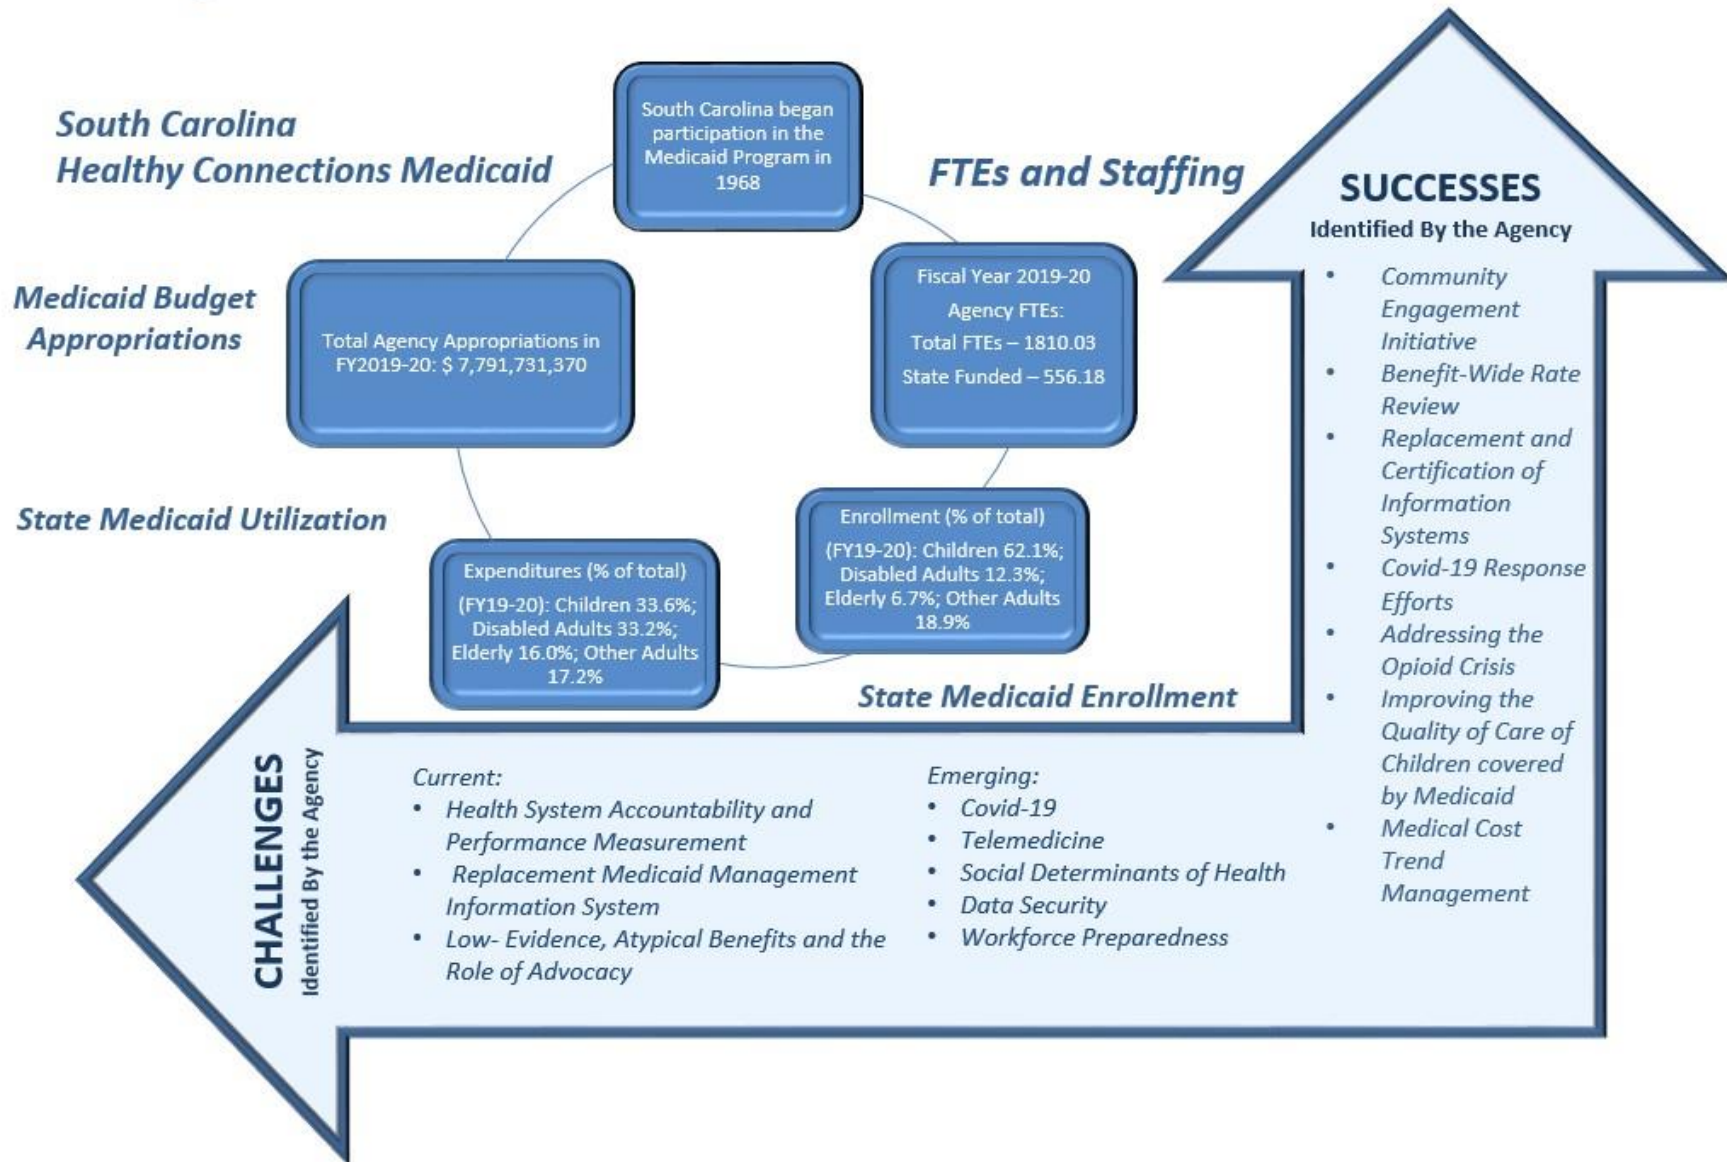 South Carolina
Healthy Connections Medicaid
South Carolina began
participation in the
Medicaid Program in
1968
FTEs and Staffing
Medicaid Budget
Appropriations
Total Agency Appropriations in
FY2019-20: $ 7,791,731,370
Fiscal Year 2019-20
Agency FTEs:
Total FTEs – 1810.03
State Funded – 556.18
State Medicaid Utilization
Expenditures (% of total)
(FY19-20): Children 33.6%;
Disabled Adults 33.2%;
Elderly 16.0%; Other Adults
17.2%
Enrollment (% of total)
(FY19-20): Children 62.1%;
Disabled Adults 12.3%;
Elderly 6.7%; Other Adults
18.9%
State Medicaid Enrollment
SUCCESSES
Identified By the Agency
• Community
Engagement
Initiative
• Benefit-Wide Rate
Review
• Replacement and
Certification of
Information
Systems
• Covid-19 Response
Efforts
• Addressing the
Opioid Crisis
• Improving the
Quality of Care of
Children covered
by Medicaid
• Medical Cost
Trend
Management
CHALLENGES
Identified By the Agency
Current:
• Health System Accountability and
Performance Measurement
• Replacement Medicaid Management
Information System
• Low- Evidence, Atypical Benefits and the
Role of Advocacy
Emerging:
• Covid-19
• Telemedicine
• Social Determinants of Health
• Data Security
• Workforce Preparedness